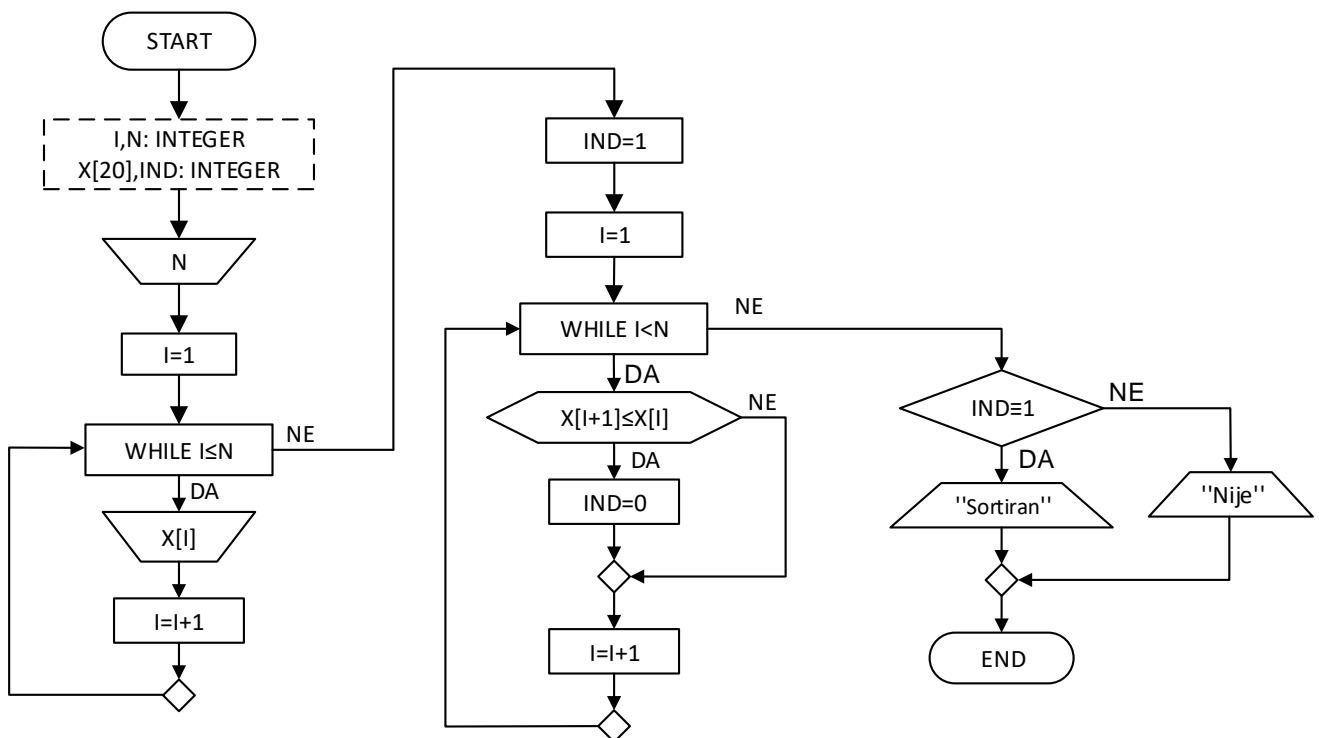 START
I,N: INTEGER
X[20],IND: INTEGER
N
I=1
WHILE I≤N
NE
DA
X[I]
I=I+1
IND=1
I=1
WHILE I<N
NE
DA
X[I+1]≤X[I]
NE
DA
IND=0
I=I+1
IND≡1
NE
DA
"Sortiran"
"Nije"
END